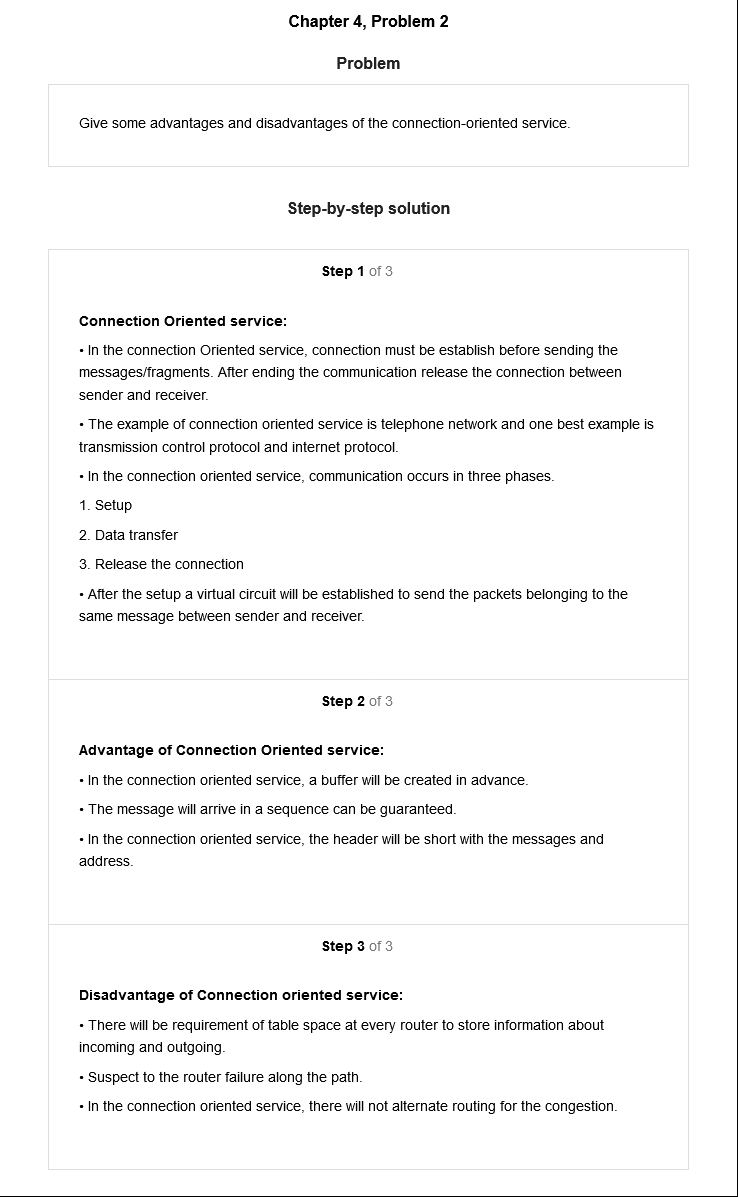 Chapter 4, Problem 2
Problem
Give some advantages and disadvantages of the connection-oriented service.
Step-by-step solution
Step 1 of 3
Connection Oriented service:
• In the connection Oriented service, connection must be establish before sending the
messages/fragments. After ending the communication release the connection between
sender and receiver.
• The example of connection oriented service is telephone network and one best example is
transmission control protocol and internet protocol.
• In the connection oriented service, communication occurs in three phases.
1. Setup
2. Data transfer
3. Release the connection
• After the setup a virtual circuit will be established to send the packets belonging to the
same message between sender and receiver.
Step 2 of 3
Advantage of Connection Oriented service:
• In the connection oriented service, a buffer will be created in advance.
• The message will arrive in a sequence can be guaranteed.
• In the connection oriented service, the header will be short with the messages and
address.
Step 3 of 3
Disadvantage of Connection oriented service:
• There will be requirement of table space at every router to store information about
incoming and outgoing.
• Suspect to the router failure along the path.
• In the connection oriented service, there will not alternate routing for the congestion.